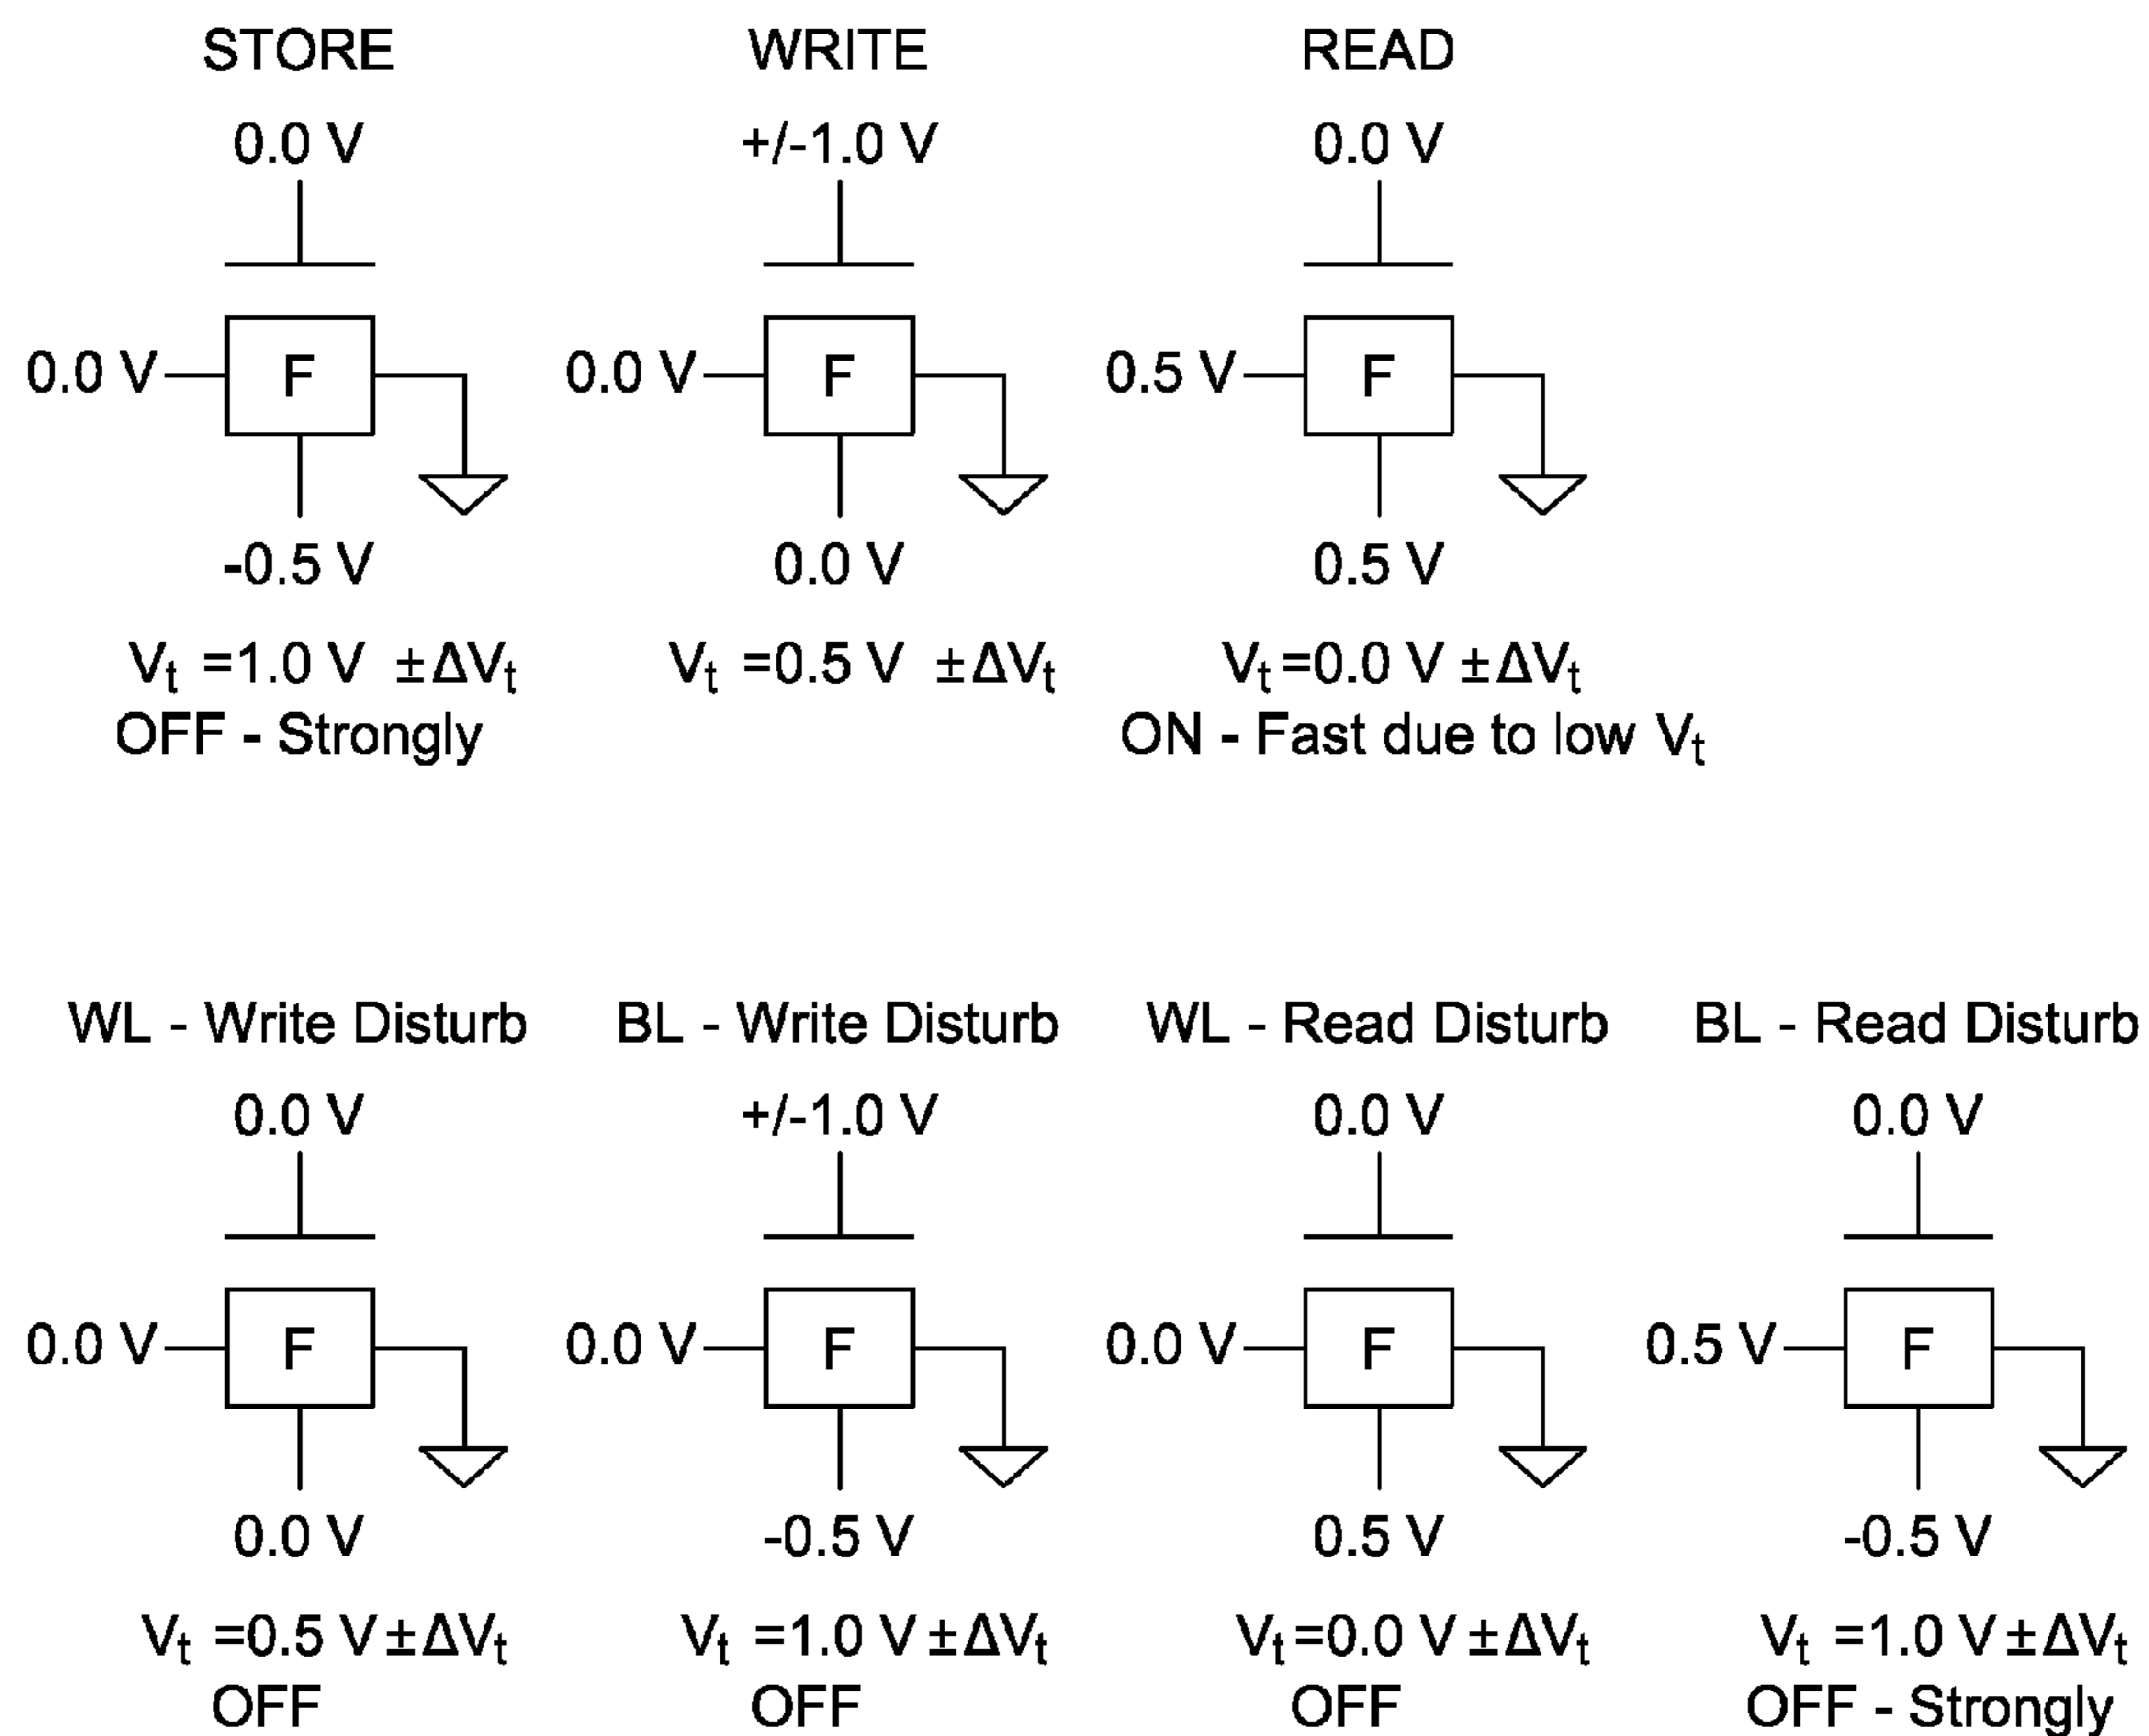 STORE
0.0 V
0.0 V
F
-0.5 V
Vt =1.0 V ±ΔVt
OFF - Strongly
WRITE
+/-1.0 V
0.0 V
F
0.0 V
Vt =0.5 V ±ΔVt
READ
0.0 V
0.5 V
F
0.5 V
Vt=0.0 V ±ΔVt
ON - Fast due to low Vt
WL - Write Disturb
0.0 V
0.0 V
F
0.0 V
Vt =0.5 V±ΔVt
OFF
BL - Write Disturb
+/-1.0 V
0.0 V
F
-0.5 V
Vt =1.0 V±ΔVt
OFF
WL - Read Disturb
0.0 V
0.0 V
F
0.5 V
Vt=0.0 V±ΔVt
OFF
BL - Read Disturb
0.0 V
0.5 V
F
-0.5 V
Vt =1.0 V±ΔVt
OFF - Strongly